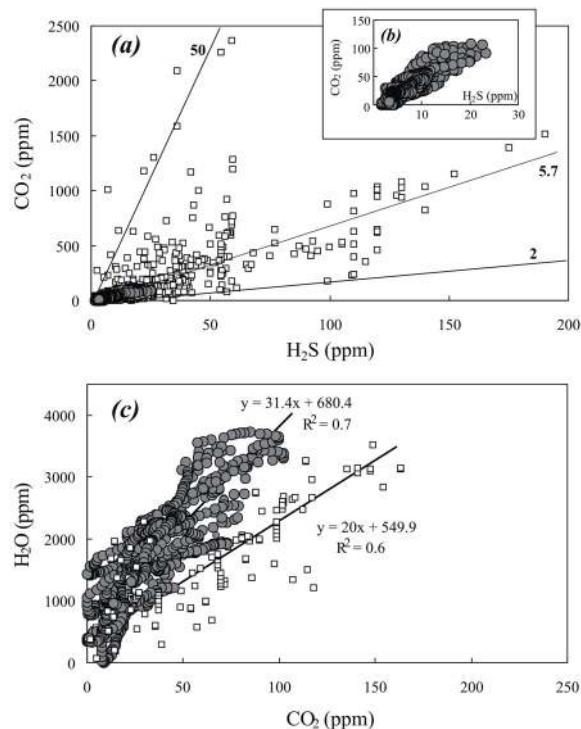 (a)
50
(b)
CO2 (ppm)
150
100
50
0
H2S (ppm)
10 20 30
CO2 (ppm)
2500
2000
1500
1000
500
0
5.7
2
0 50 100 150 200
H2S (ppm)
(c)
y = 31.4x + 680.4
R2 = 0.7
H2O (ppm)
4000
3000
2000
1000
0
y = 20x + 549.9
R2 = 0.6
0 50 100 150 200
CO2 (ppm)